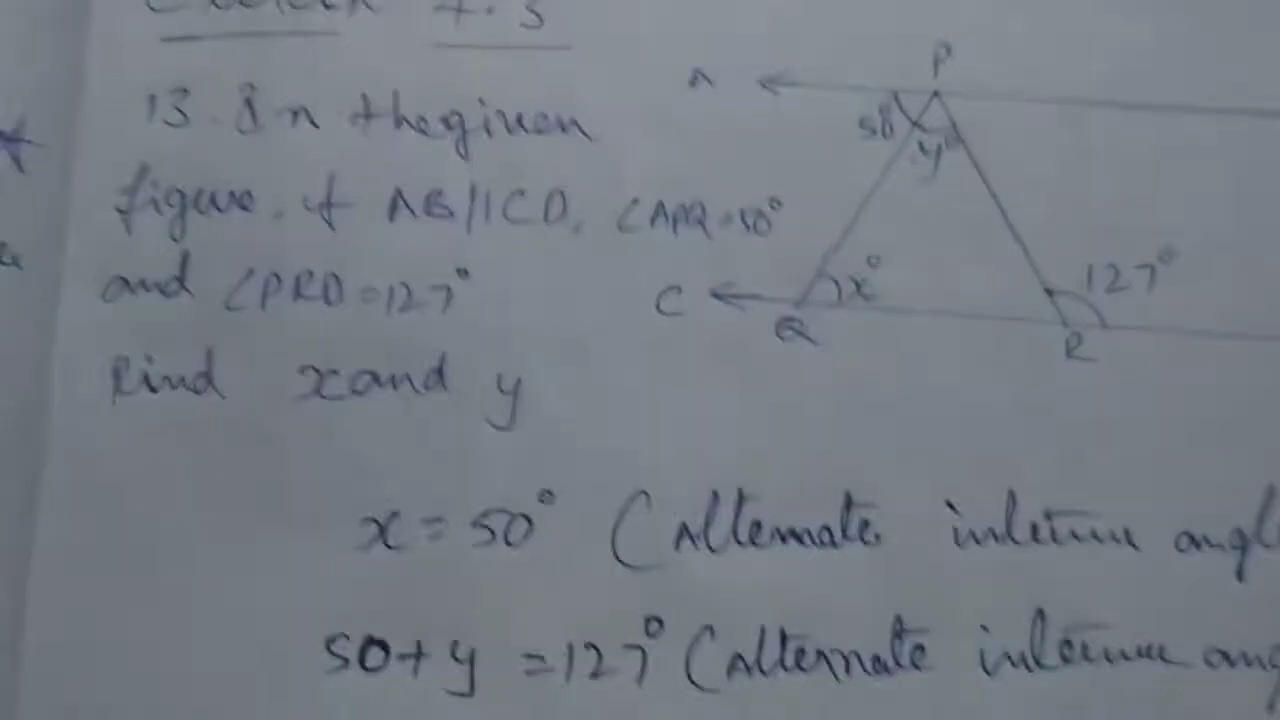 13. In the given
figure, if AB//CD, ∠APQ=50°
and ∠PRD=127°
Find x and y
A
P
50
y°
C
x°
127°
Q
R
x=50° (Alternate interior
50+y=127° (Alternate interior